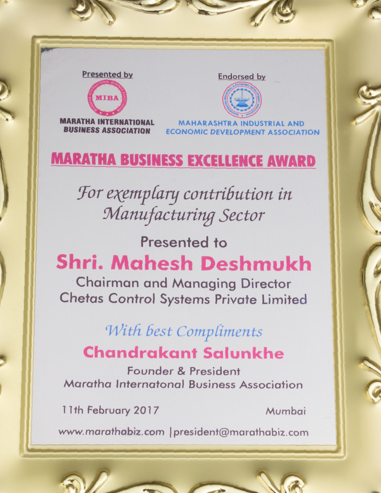 Presented by
Endorsed by
MIBA
MARATHA INTERNATIONAL
BUSINESS ASSOCIATION
MAHARASHTRA INDUSTRIAL AND
ECONOMIC DEVELOPMENT ASSOCIATION
MARATHA BUSINESS EXCELLENCE AWARD
For exemplary contribution in
Manufacturing Sector
Presented to
Shri. Mahesh Deshmukh
Chairman and Managing Director
Chetas Control Systems Private Limited
With best Compliments
Chandrakant Salunkhe
Founder & President
Maratha Internatonal Business Association
11th February 2017 Mumbai
www.marathabiz.com |president@marathabiz.com